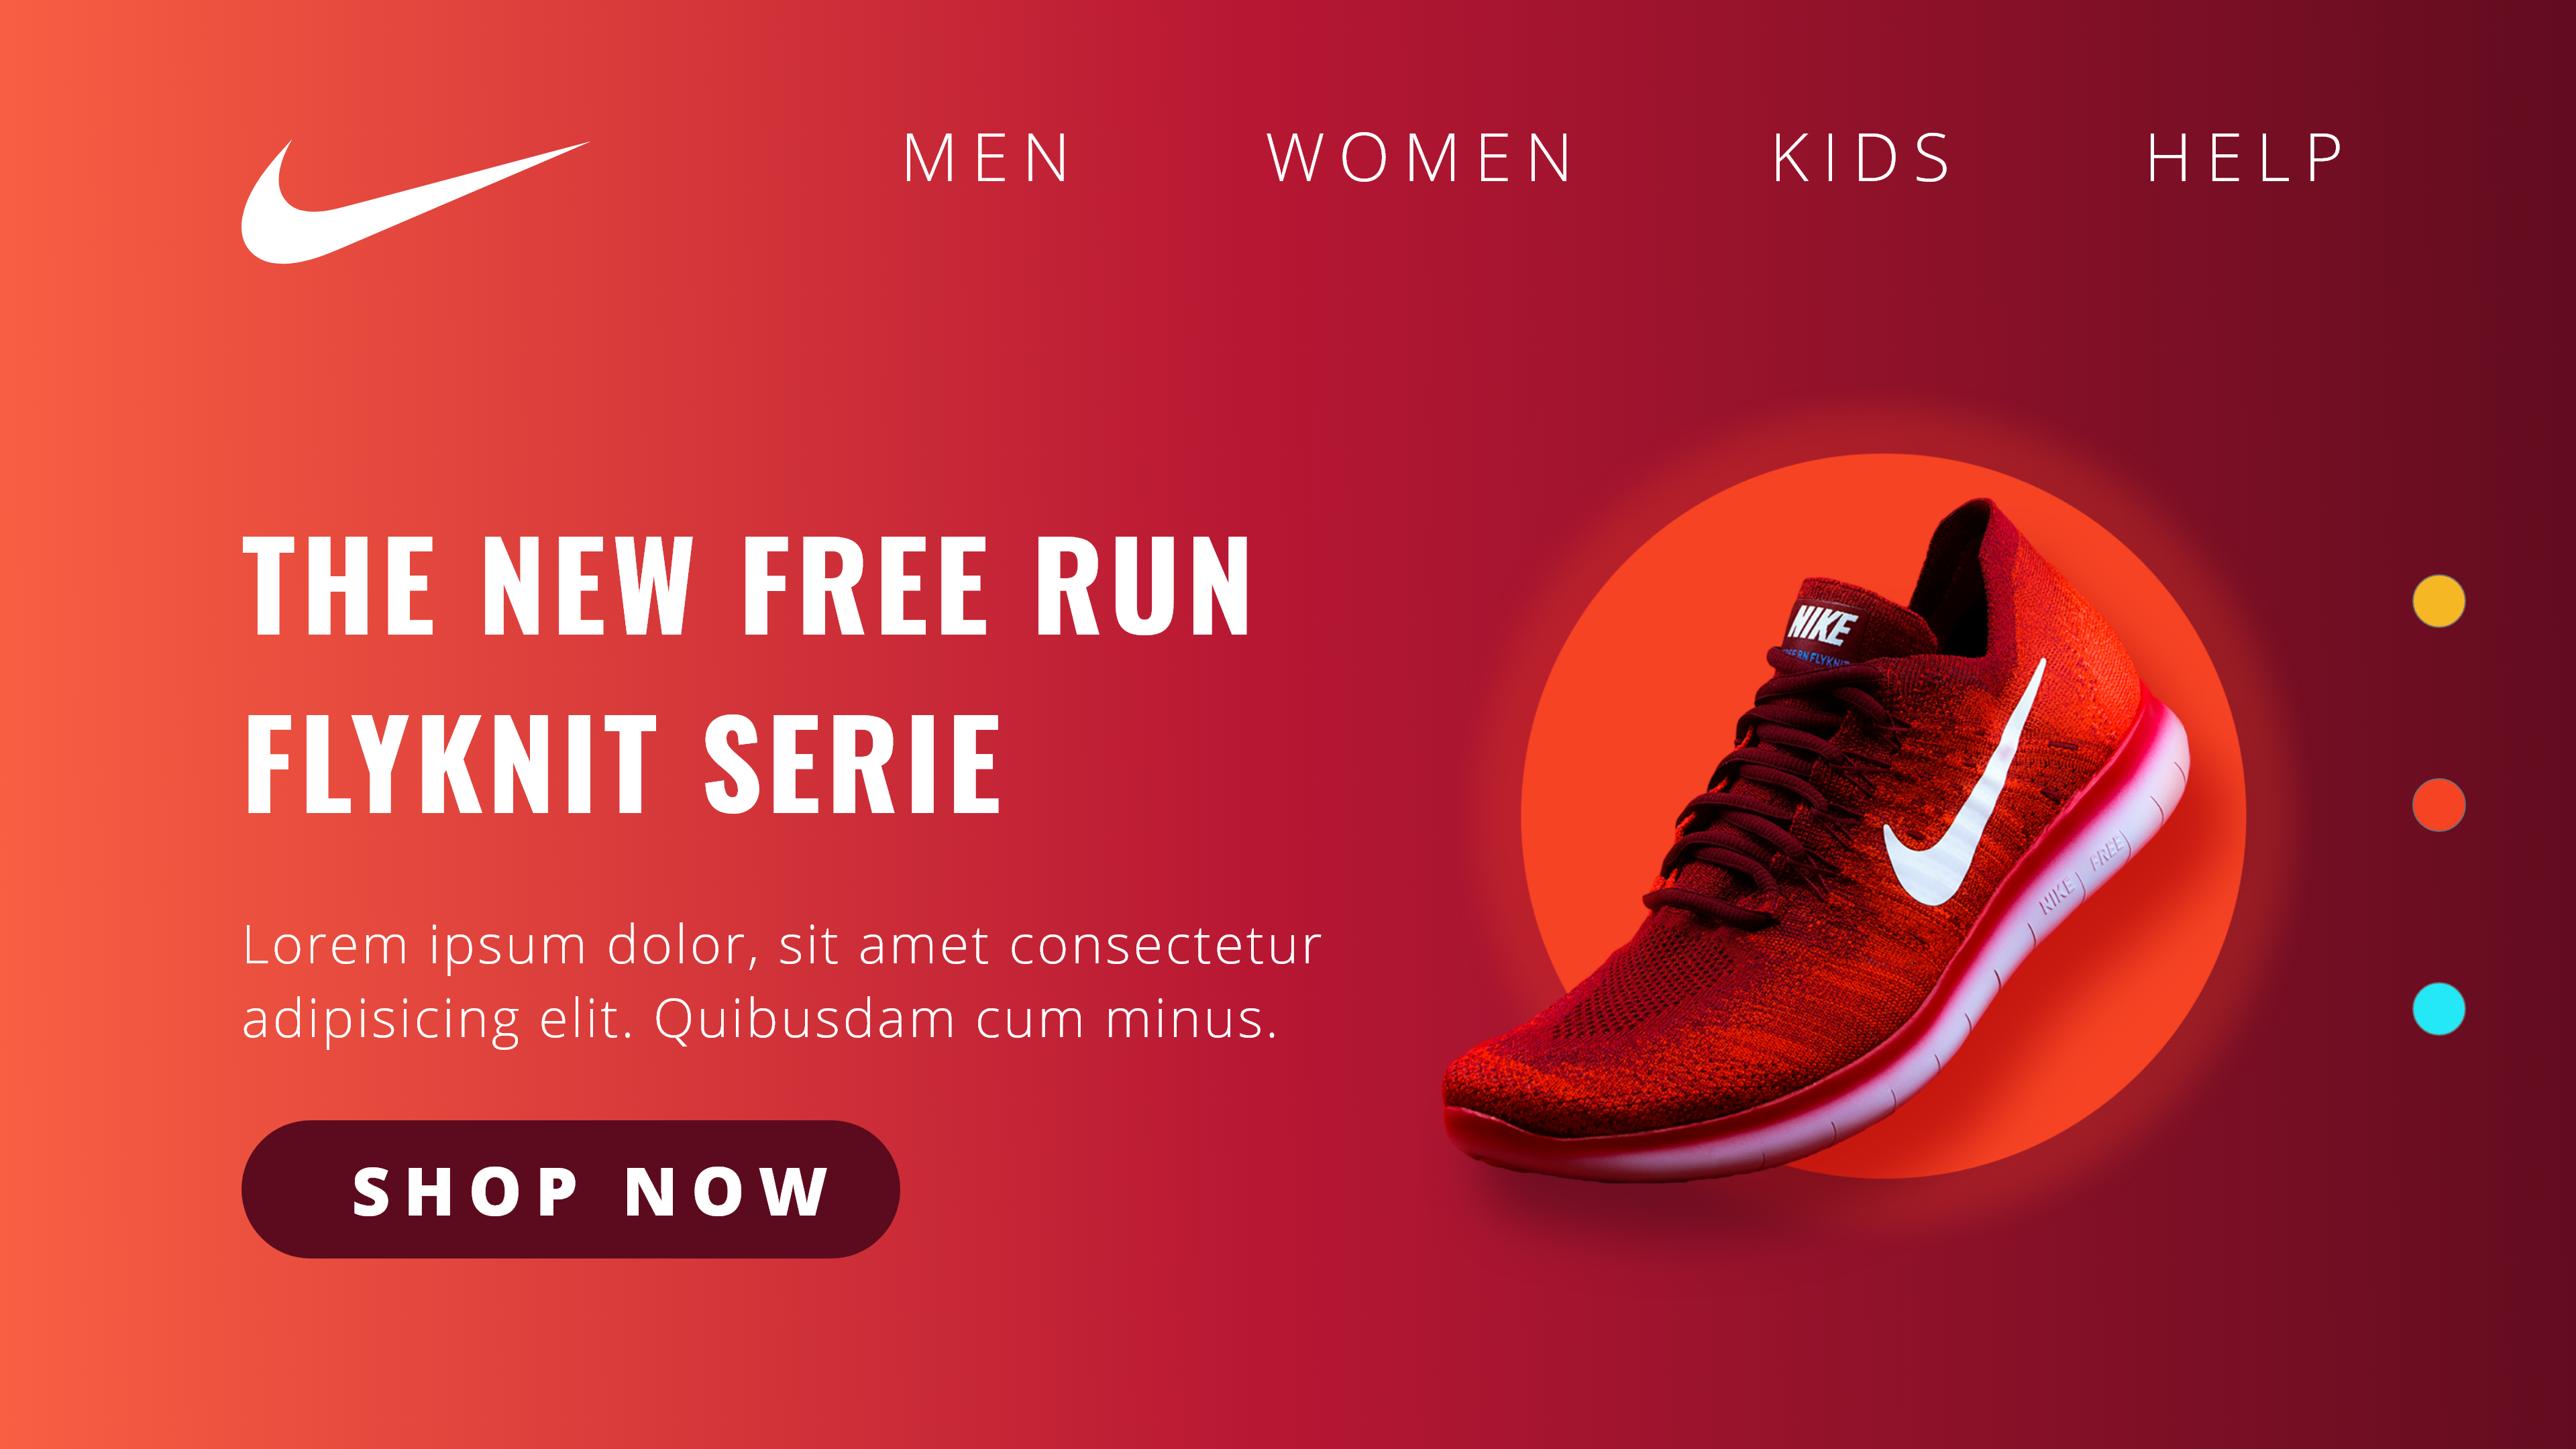 MEN WOMEN KIDS HELP
THE NEW FREE RUN
FLYKNIT SERIE
Lorem ipsum dolor, sit amet consectetur
adipisicing elit. Quibusdam cum minus.
SHOP NOW
NIKE
FLYKNIT
NIKE FREE